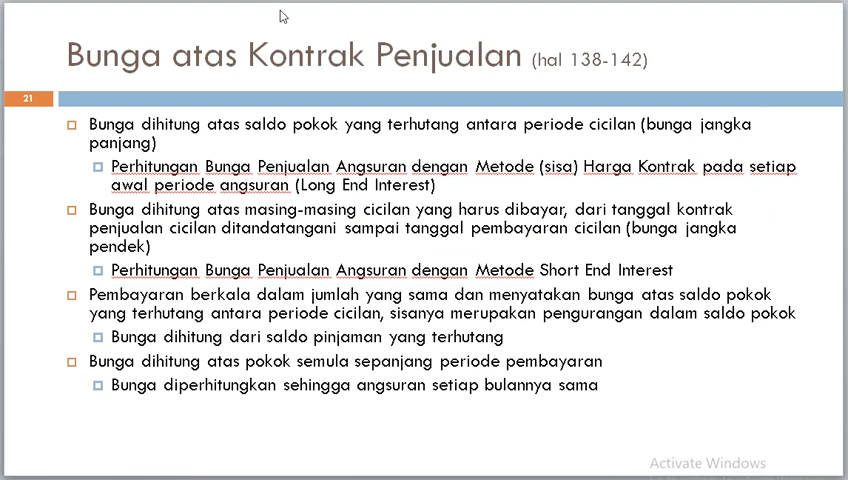 Bunga atas Kontrak Penjualan (hal 138-142)
21
Bunga dihitung atas saldo pokok yang terhutang antara periode cicilan (bunga jangka
panjang)
Perhitungan Bunga Penjualan Angsuran dengan Metode (sisa) Harga Kontrak pada setiap
awal periode angsuran (Long End Interest)
Bunga dihitung atas masing-masing cicilan yang harus dibayar, dari tanggal kontrak
penjualan cicilan ditandatangani sampai tanggal pembayaran cicilan (bunga jangka
pendek)
Perhitungan Bunga Penjualan Angsuran dengan Metode Short End Interest
Pembayaran berkala dalam jumlah yang sama dan menyatakan bunga atas saldo pokok
yang terhutang antara periode cicilan, sisanya merupakan pengurangan dalam saldo pokok
Bunga dihitung dari saldo pinjaman yang terhutang
Bunga dihitung atas pokok semula sepanjang periode pembayaran
Bunga diperhitungkan sehingga angsuran setiap bulannya sama
Activate Windows